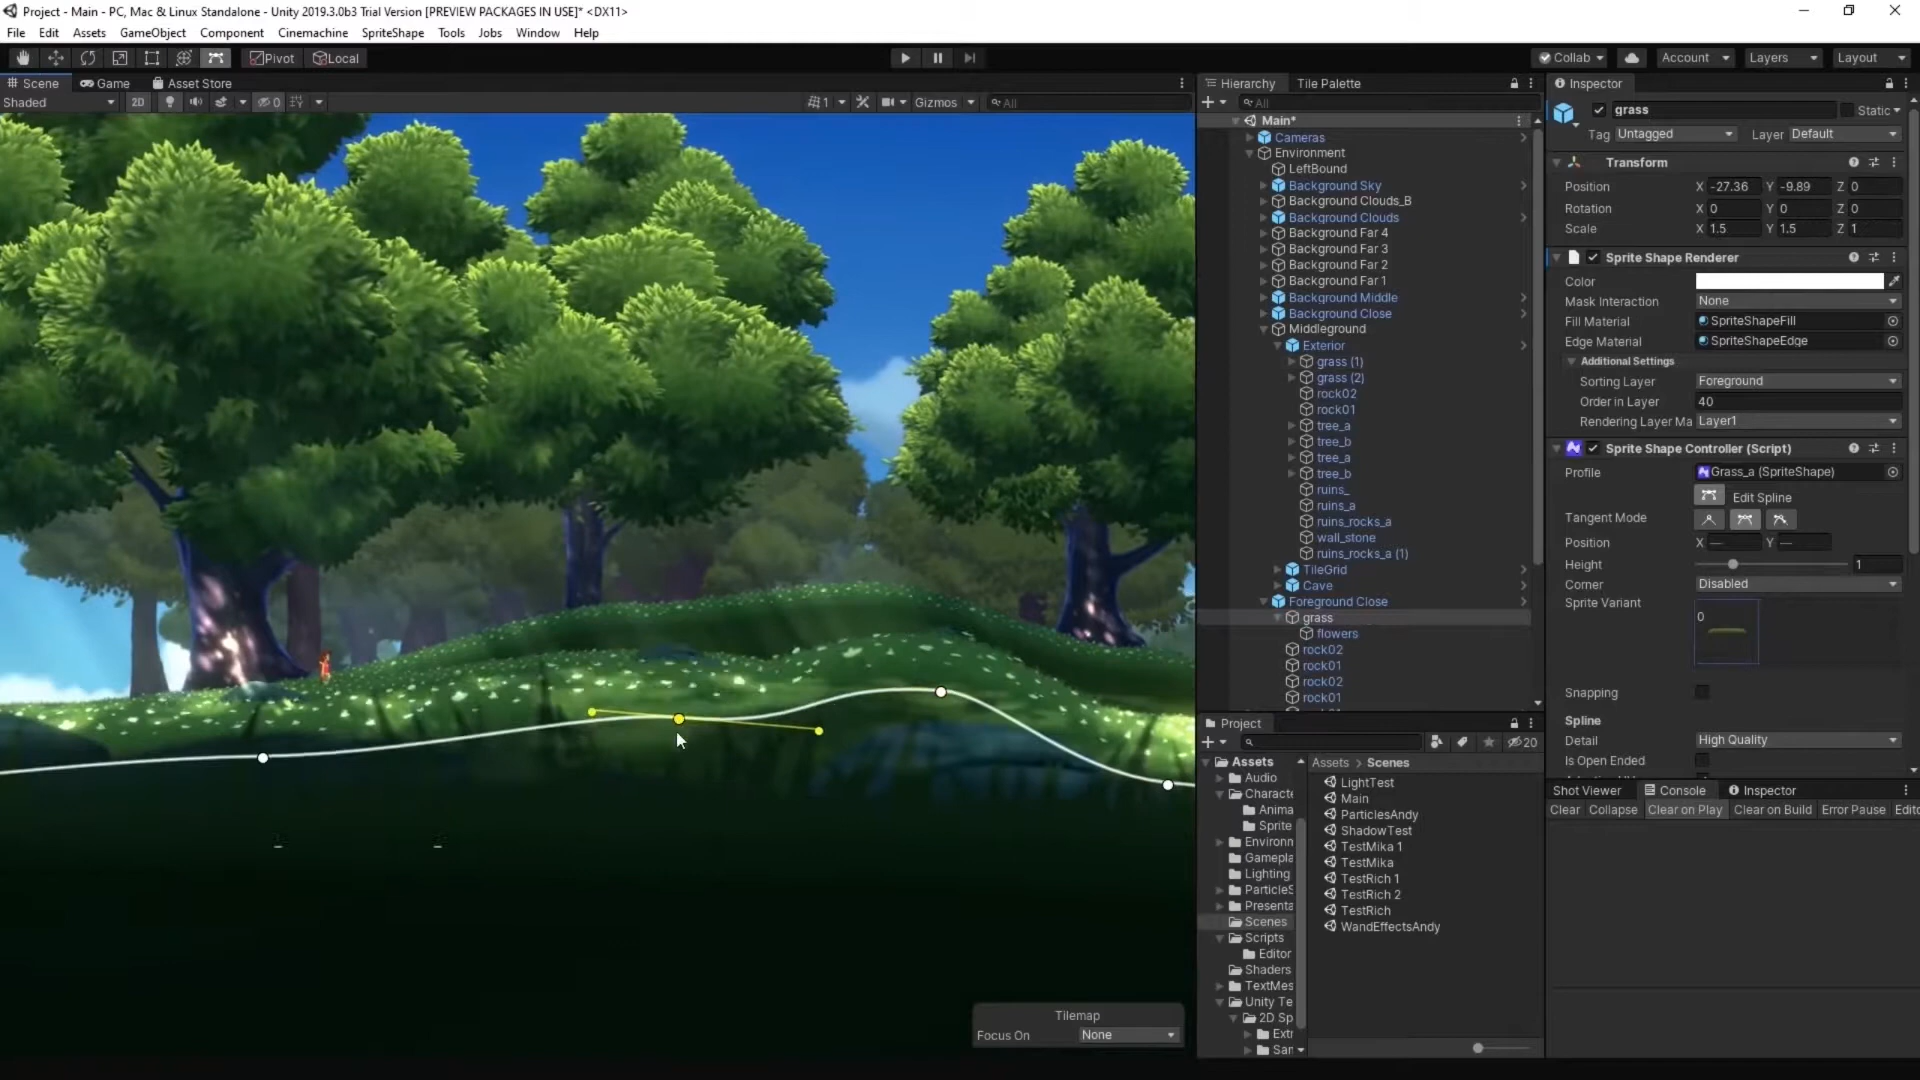 Project - Main - PC, Mac & Linux Standalone - Unity 2019.3.0b3 Trial Version [PREVIEW PACKAGES IN USE]* <DX11>
File Edit Assets GameObject Component Cinemachine SpriteShape Tools Jobs Window Help
Pivot Local Collab Account Layers Layout
Scene Game Asset Store
Shaded 2D 0 1 Gizmos All
Hierarchy Tile Palette
All
Main*
Cameras
Environment
LeftBound
Background Sky
Background Clouds_B
Background Clouds
Background Far 4
Background Far 3
Background Far 2
Background Far 1
Background Middle
Background Close
Middleground
Exterior
grass (1)
grass (2)
rock02
rock01
tree_a
tree_b
tree_a
tree_b
ruins_
ruins_a
ruins_rocks_a
wall_stone
ruins_rocks_a (1)
TileGrid
Cave
Foreground Close
grass
flowers
rock02
rock01
rock02
rock01
Inspector
grass Static
Tag Untagged Layer Default
Transform
Position X -27.36 Y -9.89 Z 0
Rotation X 0 Y 0 Z 0
Scale X 1.5 Y 1.5 Z 1
Sprite Shape Renderer
Color
Mask Interaction None
Fill Material SpriteShapeFill
Edge Material SpriteShapeEdge
Additional Settings
Sorting Layer Foreground
Order in Layer 40
Rendering Layer Ma Layer1
Sprite Shape Controller (Script)
Profile Grass_a (SpriteShape)
Edit Spline
Tangent Mode
Position X — Y —
Height 1
Corner Disabled
Sprite Variant
0
Snapping
Spline
Detail High Quality
Is Open Ended
Project
20
Assets
Audio
Characte
Anima
Sprite
Environn
Gamepla
Lighting
ParticleS
Presenta
Scenes
Scripts
Editor
Shaders
TextMes
Unity Te
2D Sp
Extr
San
Assets > Scenes
LightTest
Main
ParticlesAndy
ShadowTest
TestMika 1
TestMika
TestRich 1
TestRich 2
TestRich
WandEffectsAndy
Shot Viewer Console Inspector
Clear Collapse Clear on Play Clear on Build Error Pause Edito
Tilemap
Focus On None